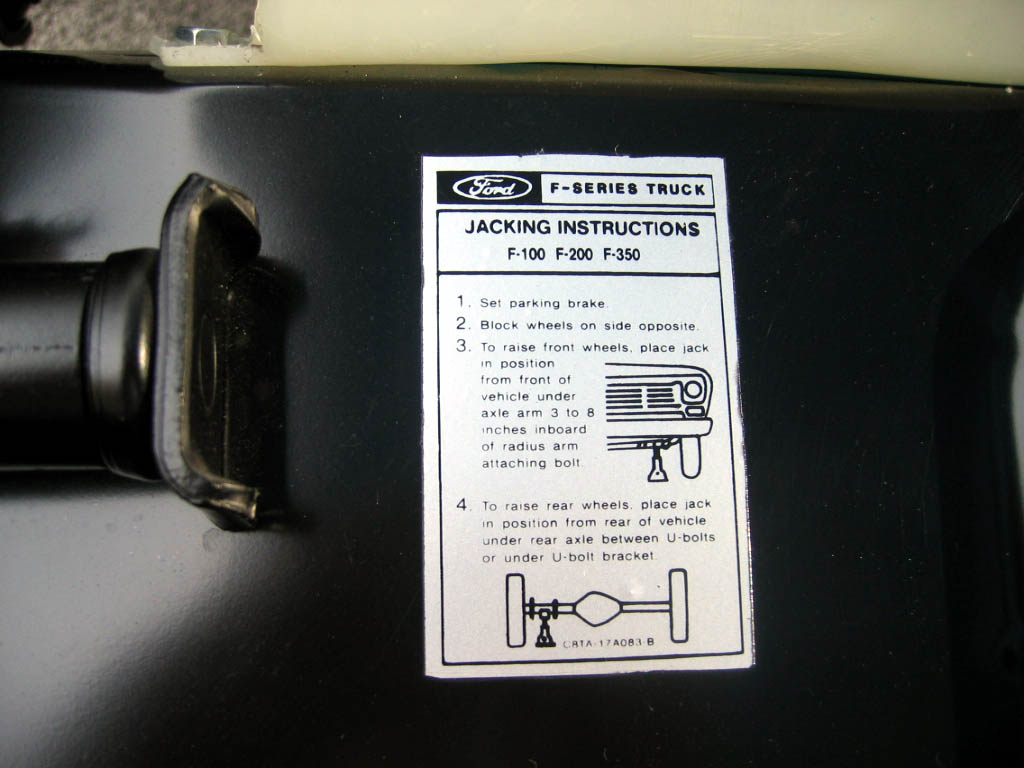 Ford F-SERIES TRUCK
JACKING INSTRUCTIONS
F-100 F-200 F-350
1. Set parking brake.
2. Block wheels on side opposite.
3. To raise front wheels, place jack
in position
from front of
vehicle under
axle arm 3 to 8
inches inboard
of radius arm
attaching bolt.
4. To raise rear wheels, place jack
in position from rear of vehicle
under rear axle between U-bolts
or under U-bolt bracket.
C8TA-17A083-B